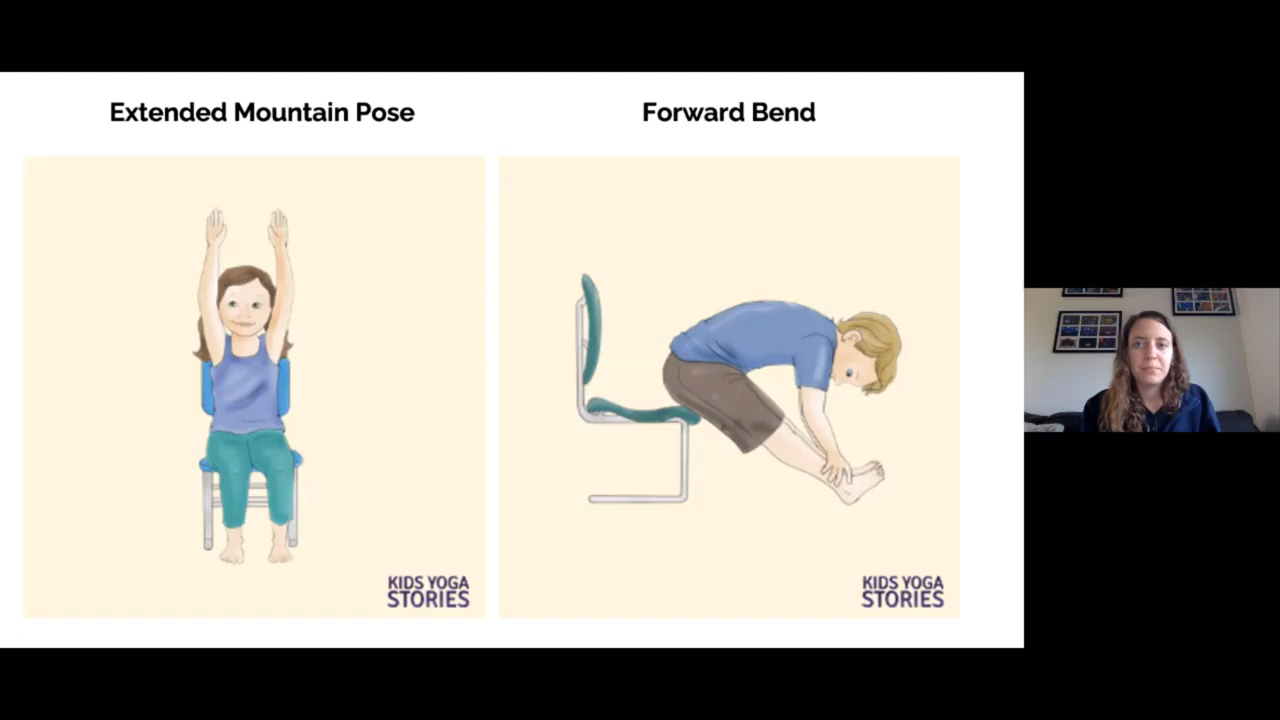 Extended Mountain Pose
Forward Bend
KIDS YOGA
STORIES
KIDS YOGA
STORIES